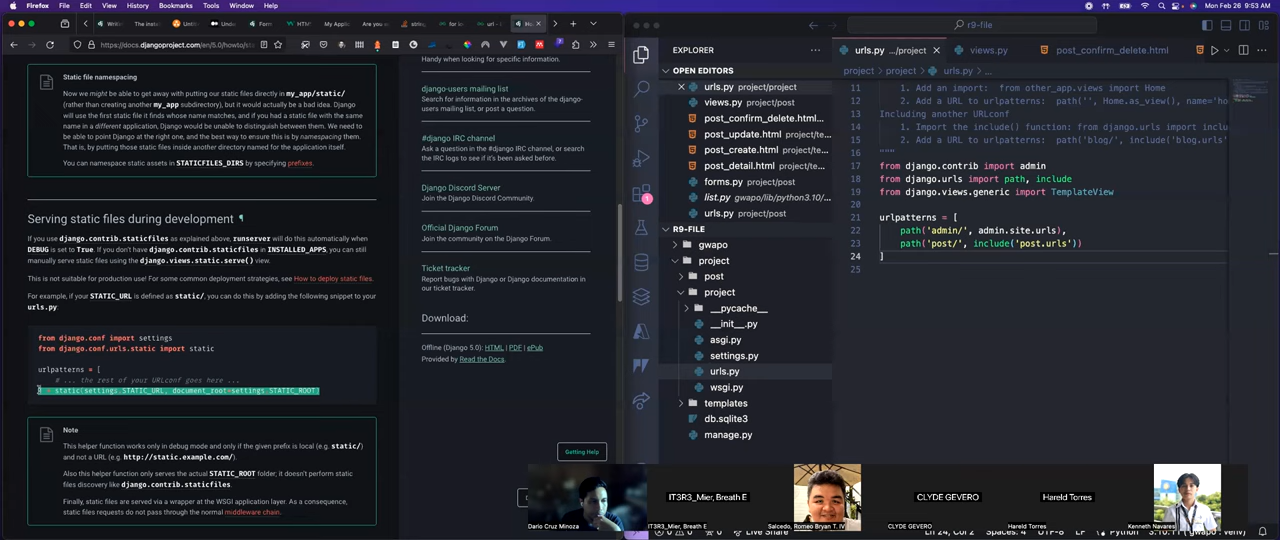 Firefox File Edit View History Bookmarks Tools Window Help
Mon Feb 26 9:53 AM
https://docs.djangoproject.com/en/5.0/howto/st
Static file namespacing
Now we might be able to get away with putting our static files directly in my_app/static/
(rather than creating another my_app subdirectory), but it would actually be a bad idea. Django
will use the first static file it finds whose name matches, and if you had a static file with the
same name in a different application, Django would be unable to distinguish between them. We need to
be able to point Django at the right one, and the best way to ensure this is by namespacing them.
That is, by putting those static files inside another directory named for the application itself.
You can namespace static assets in STATICFILES_DIRS by specifying prefixes.
Serving static files during development ¶
If you use django.contrib.staticfiles as explained above, runserver will do this automatically when
DEBUG is set to True. If you don't have django.contrib.staticfiles in INSTALLED_APPS, you can still
manually serve static files using the django.views.static.serve() view.
This is not suitable for production use! For some common deployment strategies, see How to deploy static files.
For example, if your STATIC_URL is defined as static/, you can do this by adding the following snippet to your
urls.py:
from django.conf import settings
from django.conf.urls.static import static
urlpatterns = [
# ... the rest of your URLconf goes here ...
] + static(settings.STATIC_URL, document_root=settings.STATIC_ROOT)
Note
This helper function works only in debug mode and only if the given prefix is local (e.g. static/)
and not a URL (e.g. http://static.example.com/).
Also this helper function only serves the actual STATIC_ROOT folder; it doesn't perform static
files discovery like django.contrib.staticfiles.
Finally, static files are served via a wrapper at the WSGI application layer. As a consequence,
static files requests do not pass through the normal middleware chain.
Handy when looking for specific information.
django-users mailing list
Search for information in the archives of the django-
users mailing list, or post a question.
#django IRC channel
Ask a question in the #django IRC channel, or search
the IRC logs to see if it's been asked before.
Django Discord Server
Join the Django Discord Community.
Official Django Forum
Join the community on the Django Forum.
Ticket tracker
Report bugs with Django or Django documentation in
our ticket tracker.
Download:
Offline (Django 5.0): HTML | PDF | ePub
Provided by Read the Docs.
Getting Help
r9-file
EXPLORER
OPEN EDITORS
urls.py project/project
views.py project/post
post_confirm_delete.html...
post_update.html project/te...
post_create.html project/te...
post_detail.html project/te...
forms.py project/post
list.py gwapo/lib/python3.10/...
urls.py project/post
R9-FILE
gwapo
project
post
project
__pycache__
__init__.py
asgi.py
settings.py
urls.py
wsgi.py
templates
db.sqlite3
manage.py
urls.py .../project
views.py
post_confirm_delete.html
project > project > urls.py > ...
11 1. Add an import: from other_app.views import Home
12 2. Add a URL to urlpatterns: path('', Home.as_view(), name='ho
13 Including another URLconf
14 1. Import the include() function: from django.urls import inclu
15 2. Add a URL to urlpatterns: path('blog/', include('blog.urls'
16 """
17 from django.contrib import admin
18 from django.urls import path, include
19 from django.views.generic import TemplateView
20
21 urlpatterns = [
22 path('admin/', admin.site.urls),
23 path('post/', include('post.urls'))
24 ]
25
Dario Cruz Minoza
IT3R3_Mier, Breath E
IT3R3_Mier, Breath E
Salcedo, Romeo Bryan T. IV
CLYDE GEVERO
CLYDE GEVERO
Hareld Torres
Hareld Torres
Kenneth Navares
Live Share
Ln 24, Col 2 Spaces: 4 UTF-8 LF Python 3.10.11 ('gwapo': venv)